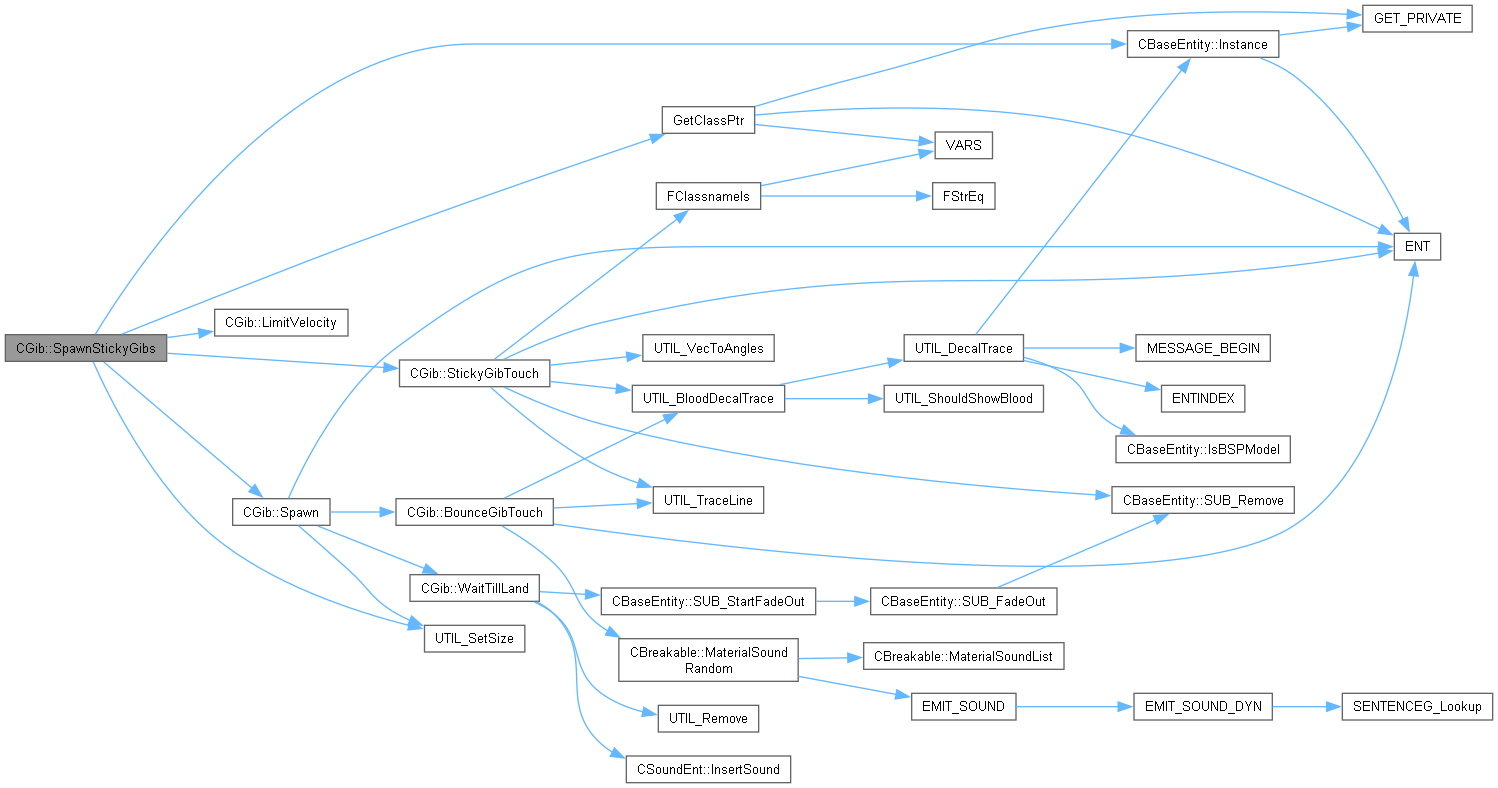 GET_PRIVATE
CBaseEntity::Instance
GetClassPtr
VARS
FClassnameIs
FStrEq
ENT
CGib::LimitVelocity
CGib::SpawnStickyGibs
UTIL_VecToAngles
UTIL_DecalTrace
MESSAGE_BEGIN
CGib::StickyGibTouch
UTIL_BloodDecalTrace
UTIL_ShouldShowBlood
ENTINDEX
CBaseEntity::IsBSPModel
UTIL_TraceLine
CBaseEntity::SUB_Remove
CGib::Spawn
CGib::BounceGibTouch
CGib::WaitTillLand
CBaseEntity::SUB_StartFadeOut
CBaseEntity::SUB_FadeOut
UTIL_SetSize
CBreakable::MaterialSound
Random
CBreakable::MaterialSoundList
EMIT_SOUND
EMIT_SOUND_DYN
SENTENCEG_Lookup
UTIL_Remove
CSoundEnt::InsertSound